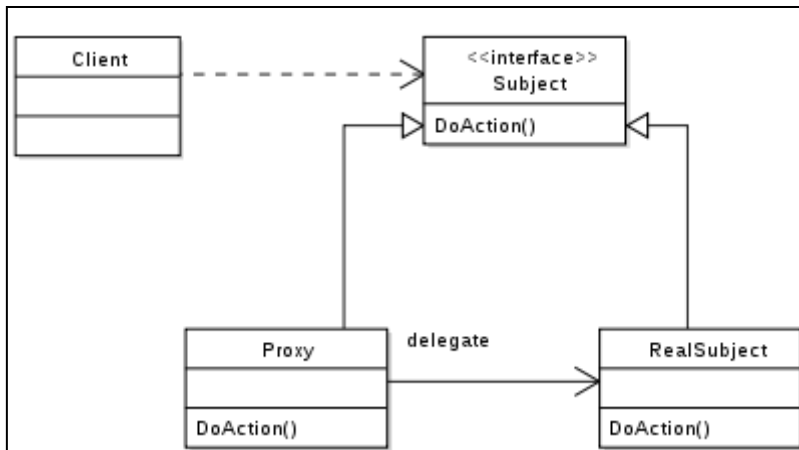 Client
<<interface>>
Subject
DoAction()
Proxy
delegate
RealSubject
DoAction()
DoAction()